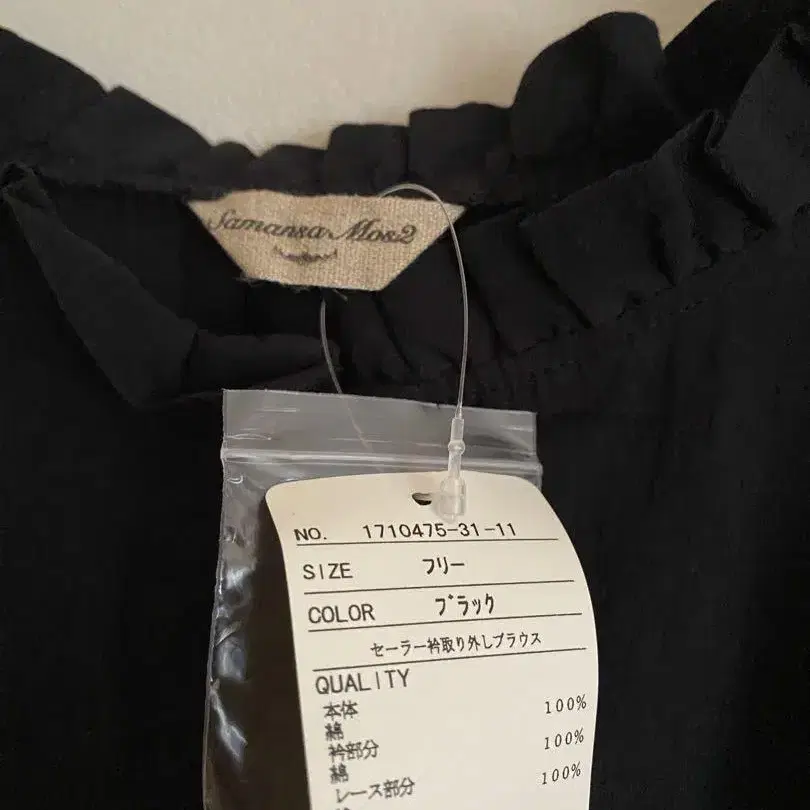 Samansa Mos2
NO. 1710475-31-11
SIZE フリー
COLOR ブラック
セーラー衿取り外しブラウス
QUALITY
本体
綿 100%
衿部分
綿 100%
レース部分
100%